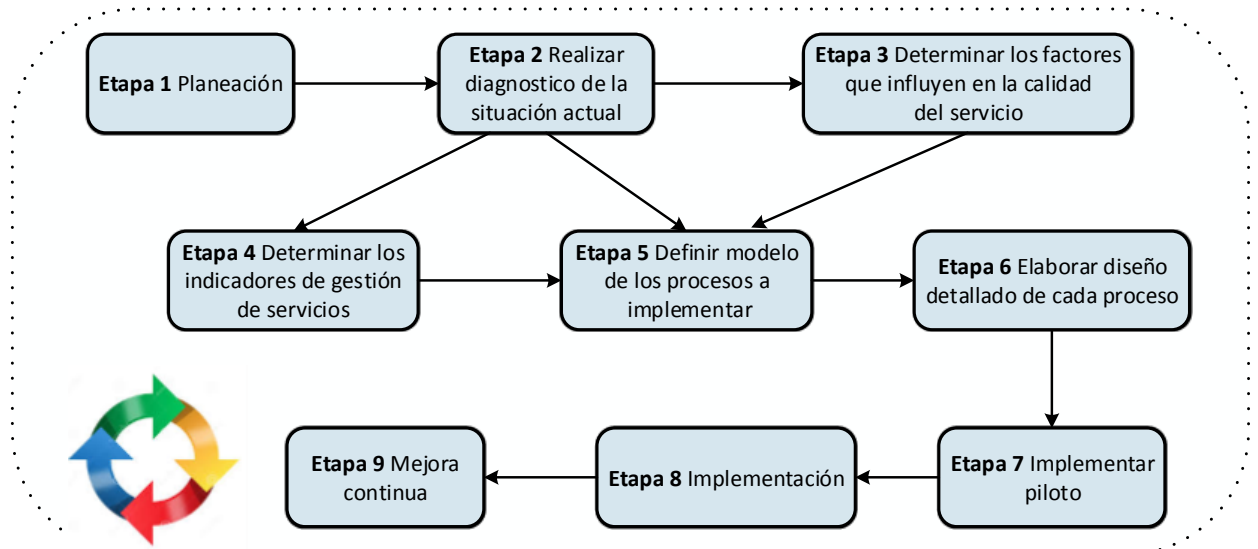 Etapa 1 Planeación
Etapa 2 Realizar
diagnostico de la
situación actual
Etapa 3 Determinar los factores
que influyen en la calidad
del servicio
Etapa 4 Determinar los
indicadores de gestión
de servicios
Etapa 5 Definir modelo
de los procesos a
implementar
Etapa 6 Elaborar diseño
detallado de cada proceso
Etapa 7 Implementar
piloto
Etapa 8 Implementación
Etapa 9 Mejora
continua